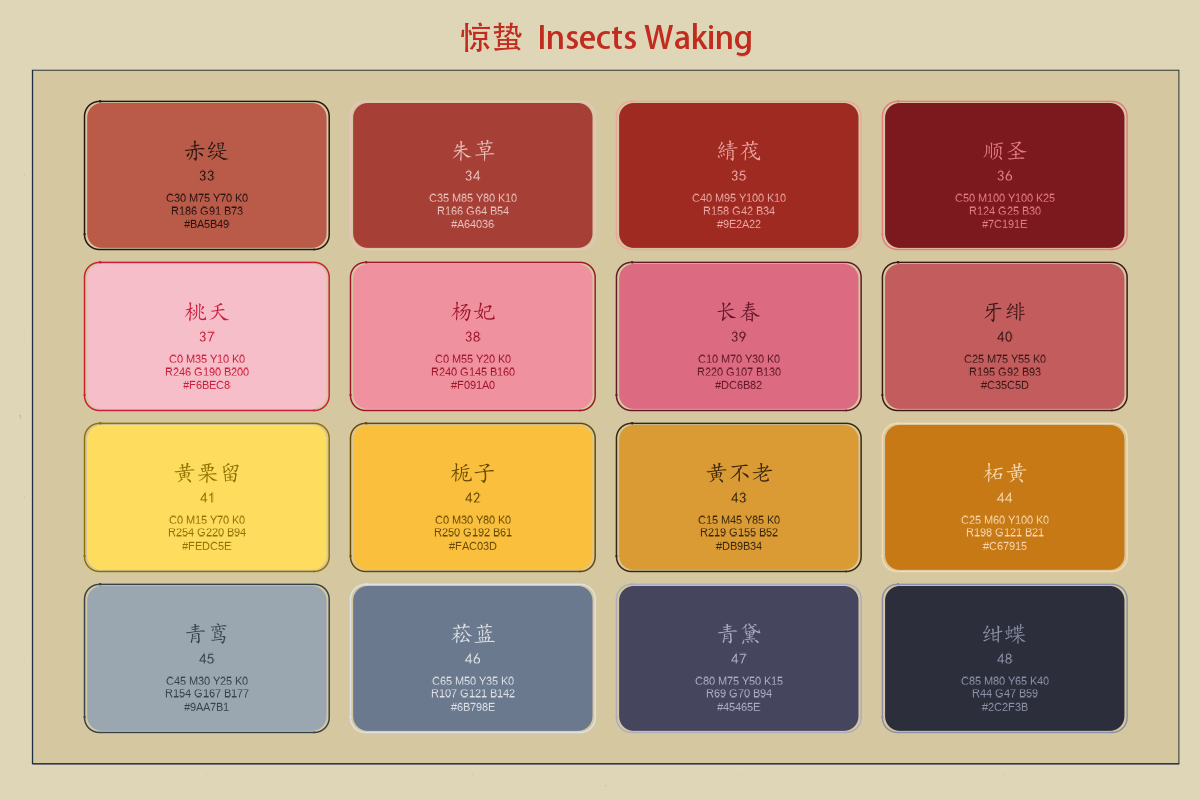 惊蛰 Insects Waking
赤缇
33
C30 M75 Y70 K0
R186 G91 B73
#BA5B49
朱草
34
C35 M85 Y80 K10
R166 G64 B54
#A64036
綪茷
35
C40 M95 Y100 K10
R158 G42 B34
#9E2A22
顺圣
36
C50 M100 Y100 K25
R124 G25 B30
#7C191E
桃夭
37
C0 M35 Y10 K0
R246 G190 B200
#F6BEC8
杨妃
38
C0 M55 Y20 K0
R240 G145 B160
#F091A0
长春
39
C10 M70 Y30 K0
R220 G107 B130
#DC6B82
牙绯
40
C25 M75 Y55 K0
R195 G92 B93
#C35C5D
黄栗留
41
C0 M15 Y70 K0
R254 G220 B94
#FEDC5E
栀子
42
C0 M30 Y80 K0
R250 G192 B61
#FAC03D
黄不老
43
C15 M45 Y85 K0
R219 G155 B52
#DB9B34
柘黄
44
C25 M60 Y100 K0
R198 G121 B21
#C67915
青鸾
45
C45 M30 Y25 K0
R154 G167 B177
#9AA7B1
菘蓝
46
C65 M50 Y35 K0
R107 G121 B142
#6B798E
青黛
47
C80 M75 Y50 K15
R69 G70 B94
#45465E
绀蝶
48
C85 M80 Y65 K40
R44 G47 B59
#2C2F3B